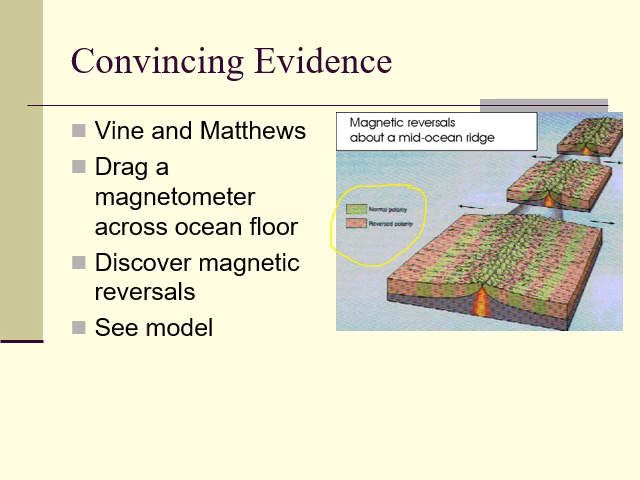 Convincing Evidence
Vine and Matthews
Drag a
magnetometer
across ocean floor
Discover magnetic
reversals
See model
Magnetic reversals
about a mid-ocean ridge
Normal polarity
Reversed polarity